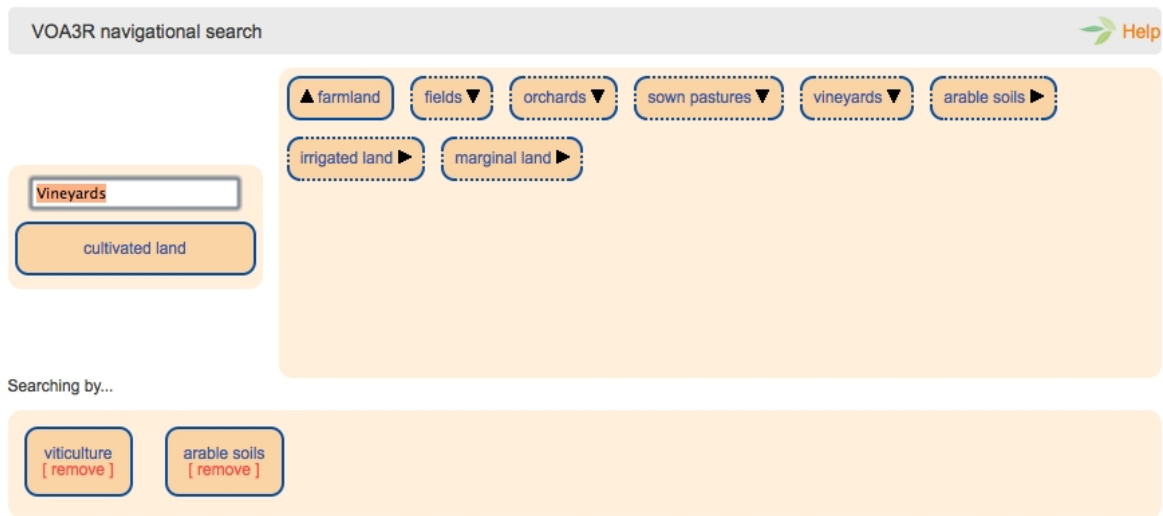 VOA3R navigational search
Help
▲ farmland fields ▼ orchards ▼ sown pastures ▼ vineyards ▼ arable soils ►
irrigated land ► marginal land ►
Vineyards
cultivated land
Searching by...
viticulture arable soils
[ remove ] [ remove ]